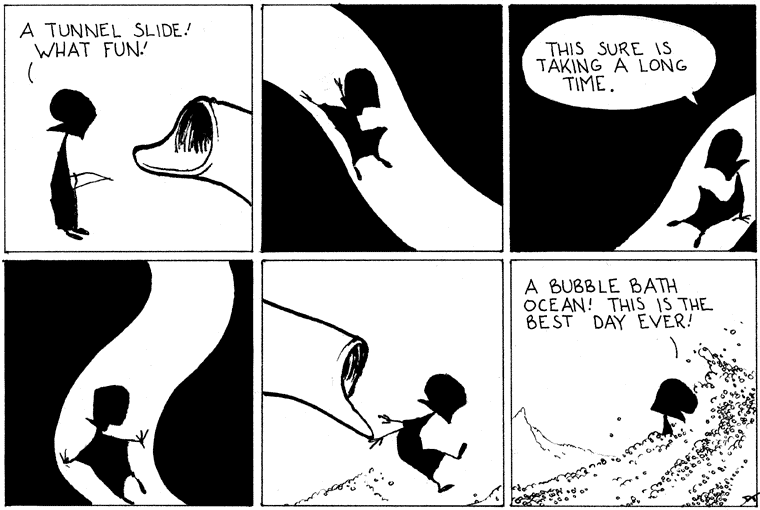 A TUNNEL SLIDE!
WHAT FUN!
THIS SURE IS
TAKING A LONG
TIME.
A BUBBLE BATH
OCEAN! THIS IS THE
BEST DAY EVER!